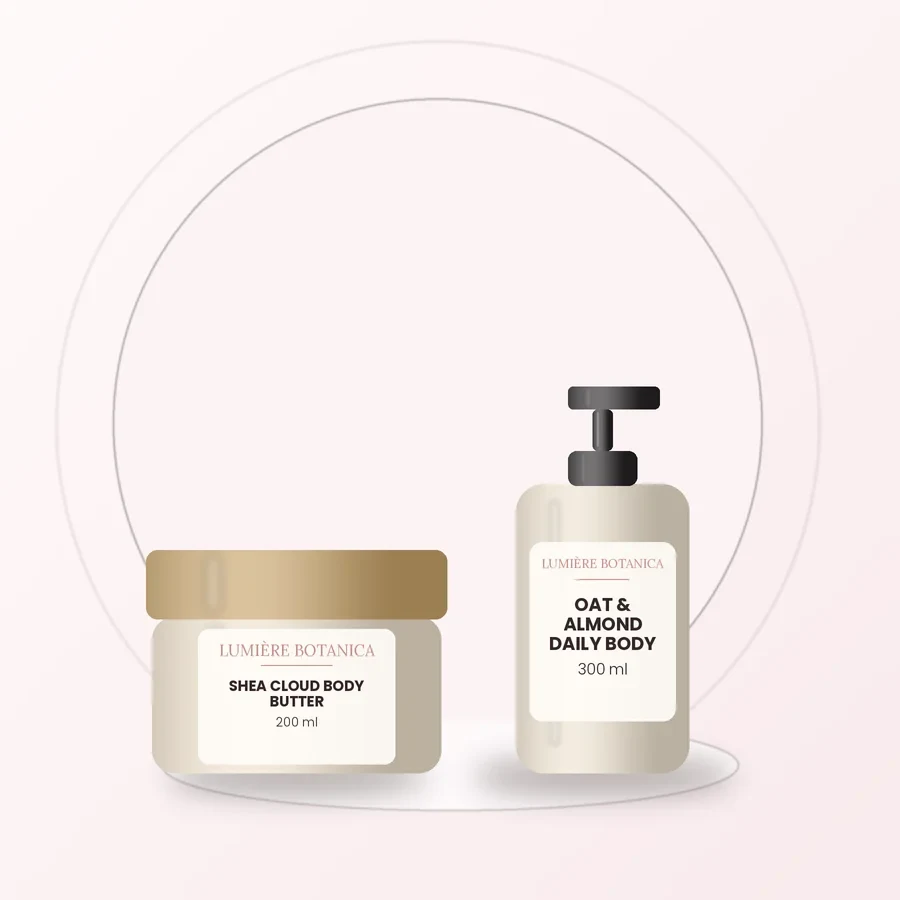 LUMIÈRE BOTANICA
SHEA CLOUD BODY
BUTTER
200 ml
LUMIÈRE BOTANICA
OAT &
ALMOND
DAILY BODY
300 ml